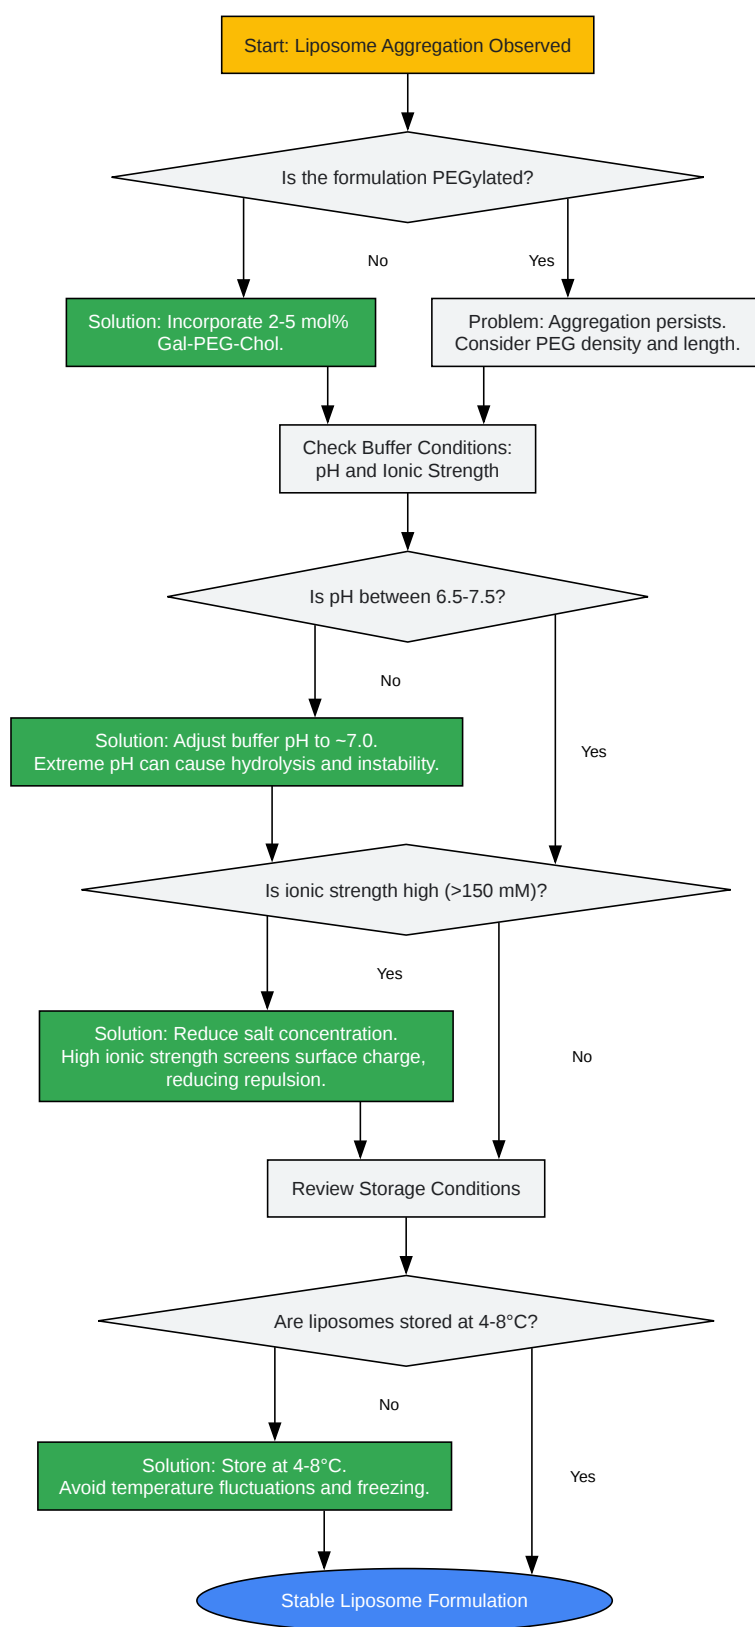 Start: Liposome Aggregation Observed
Is the formulation PEGylated?
No
Yes
Solution: Incorporate 2-5 mol%
Gal-PEG-Chol.
Problem: Aggregation persists.
Consider PEG density and length.
Check Buffer Conditions:
pH and Ionic Strength
Is pH between 6.5-7.5?
No
Solution: Adjust buffer pH to ~7.0.
Extreme pH can cause hydrolysis and instability.
Yes
Is ionic strength high (>150 mM)?
Yes
Solution: Reduce salt concentration.
High ionic strength screens surface charge,
reducing repulsion.
No
Review Storage Conditions
Are liposomes stored at 4-8°C?
No
Solution: Store at 4-8°C.
Avoid temperature fluctuations and freezing.
Yes
Stable Liposome Formulation